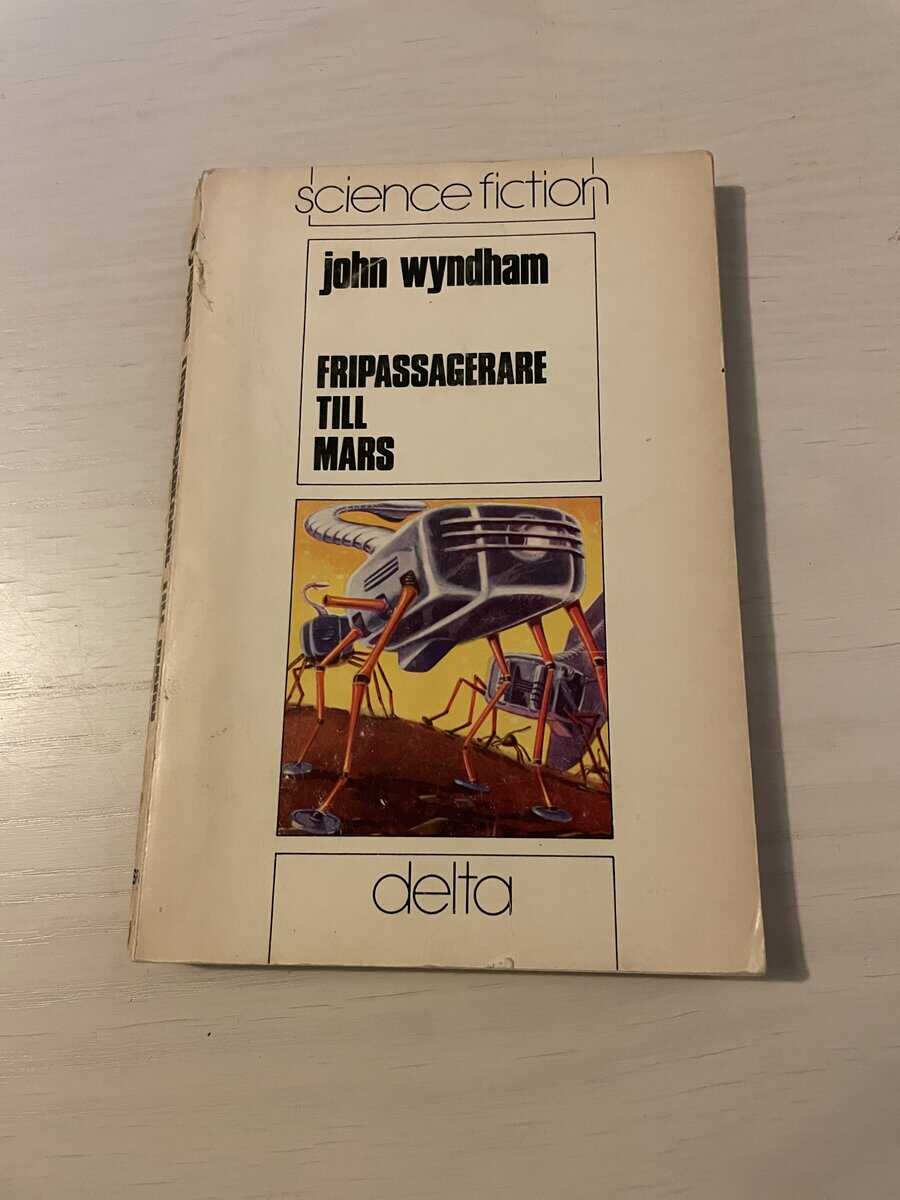 science fiction
john wyndham
FRIPASSAGERARE
TILL
MARS
delta